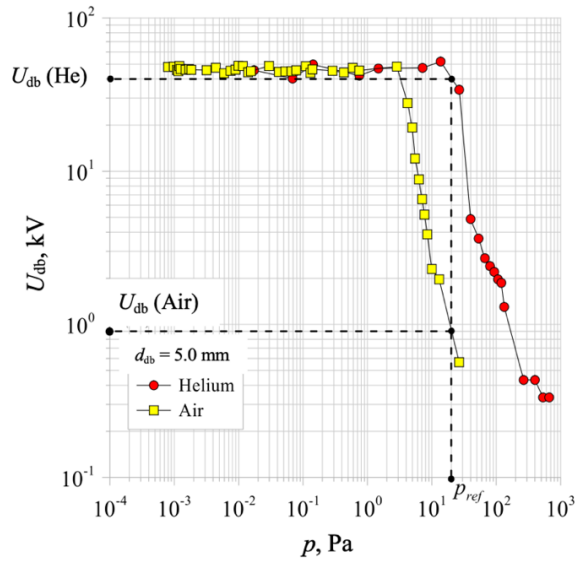 10²
U_db (He)
10¹
U_db, kV
U_db (Air)
10⁰
d_db = 5.0 mm
Helium
Air
10⁻¹
p_ref
10⁻⁴ 10⁻³ 10⁻² 10⁻¹ 10⁰ 10¹ 10² 10³
p, Pa